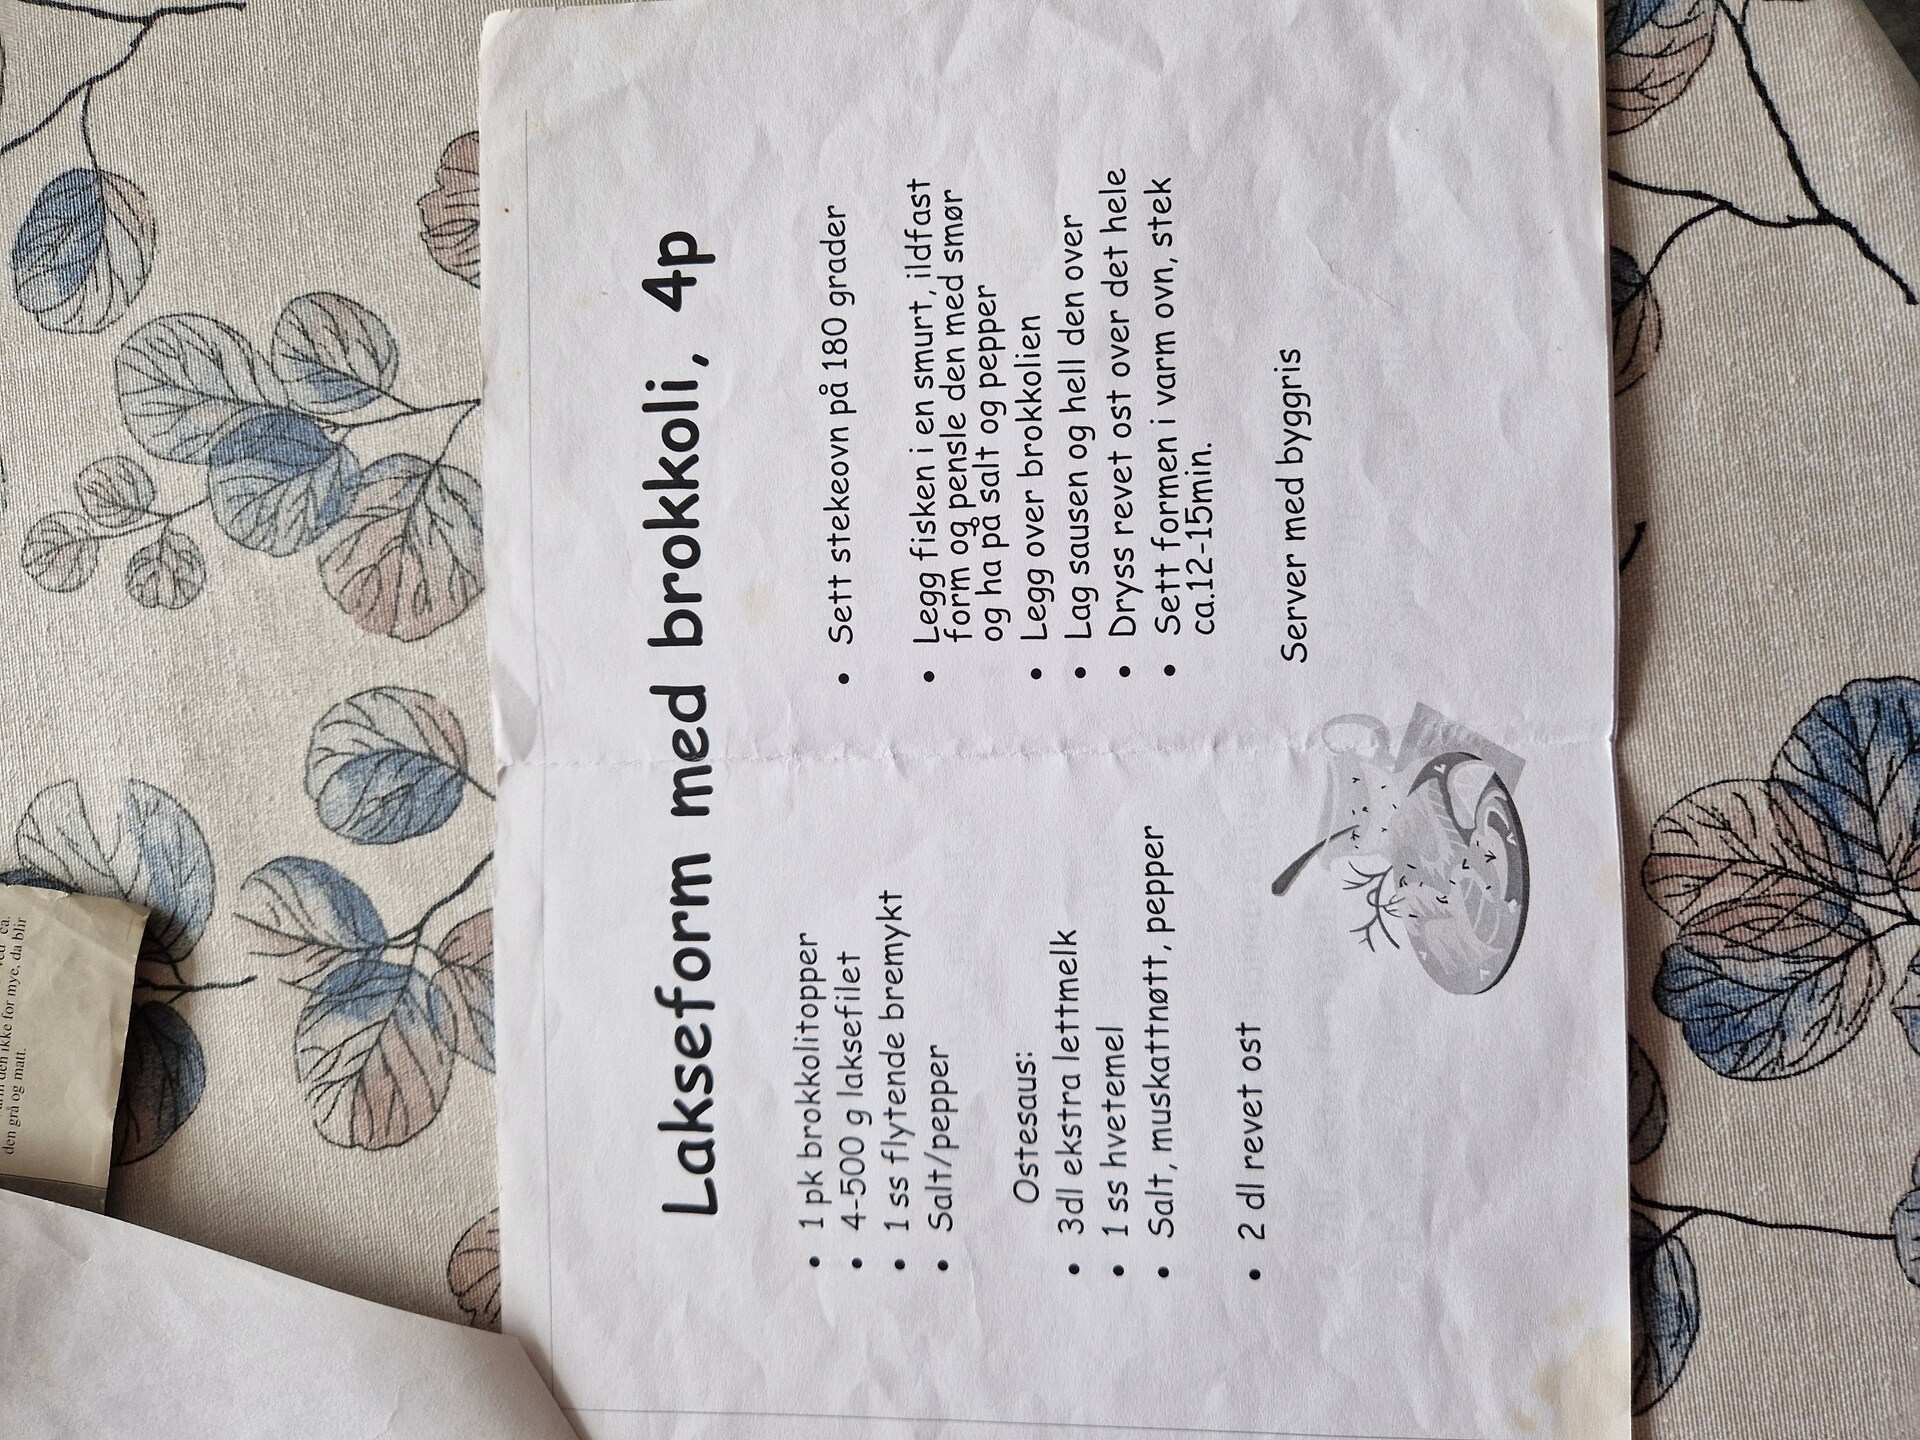 den ikke for mye, da blir
den grå og matt.
Lakseform med brokkoli, 4p
• 1 pk brokkolitopper
• 4-500 g laksefilet
• 1 ss flytende bremykt
• Salt/pepper
Ostesaus:
• 3dl ekstra lettmelk
• 1 ss hvetemel
• Salt, muskattnøtt, pepper
• 2 dl revet ost
• Sett stekeovn på 180 grader
• Legg fisken i en smurt, ildfast
form og pensle den med smør
og ha på salt og pepper
• Legg over brokkolien
• Lag sausen og hell den over
• Dryss revet ost over det hele
• Sett formen i varm ovn, stek
ca.12-15min.
Server med byggris